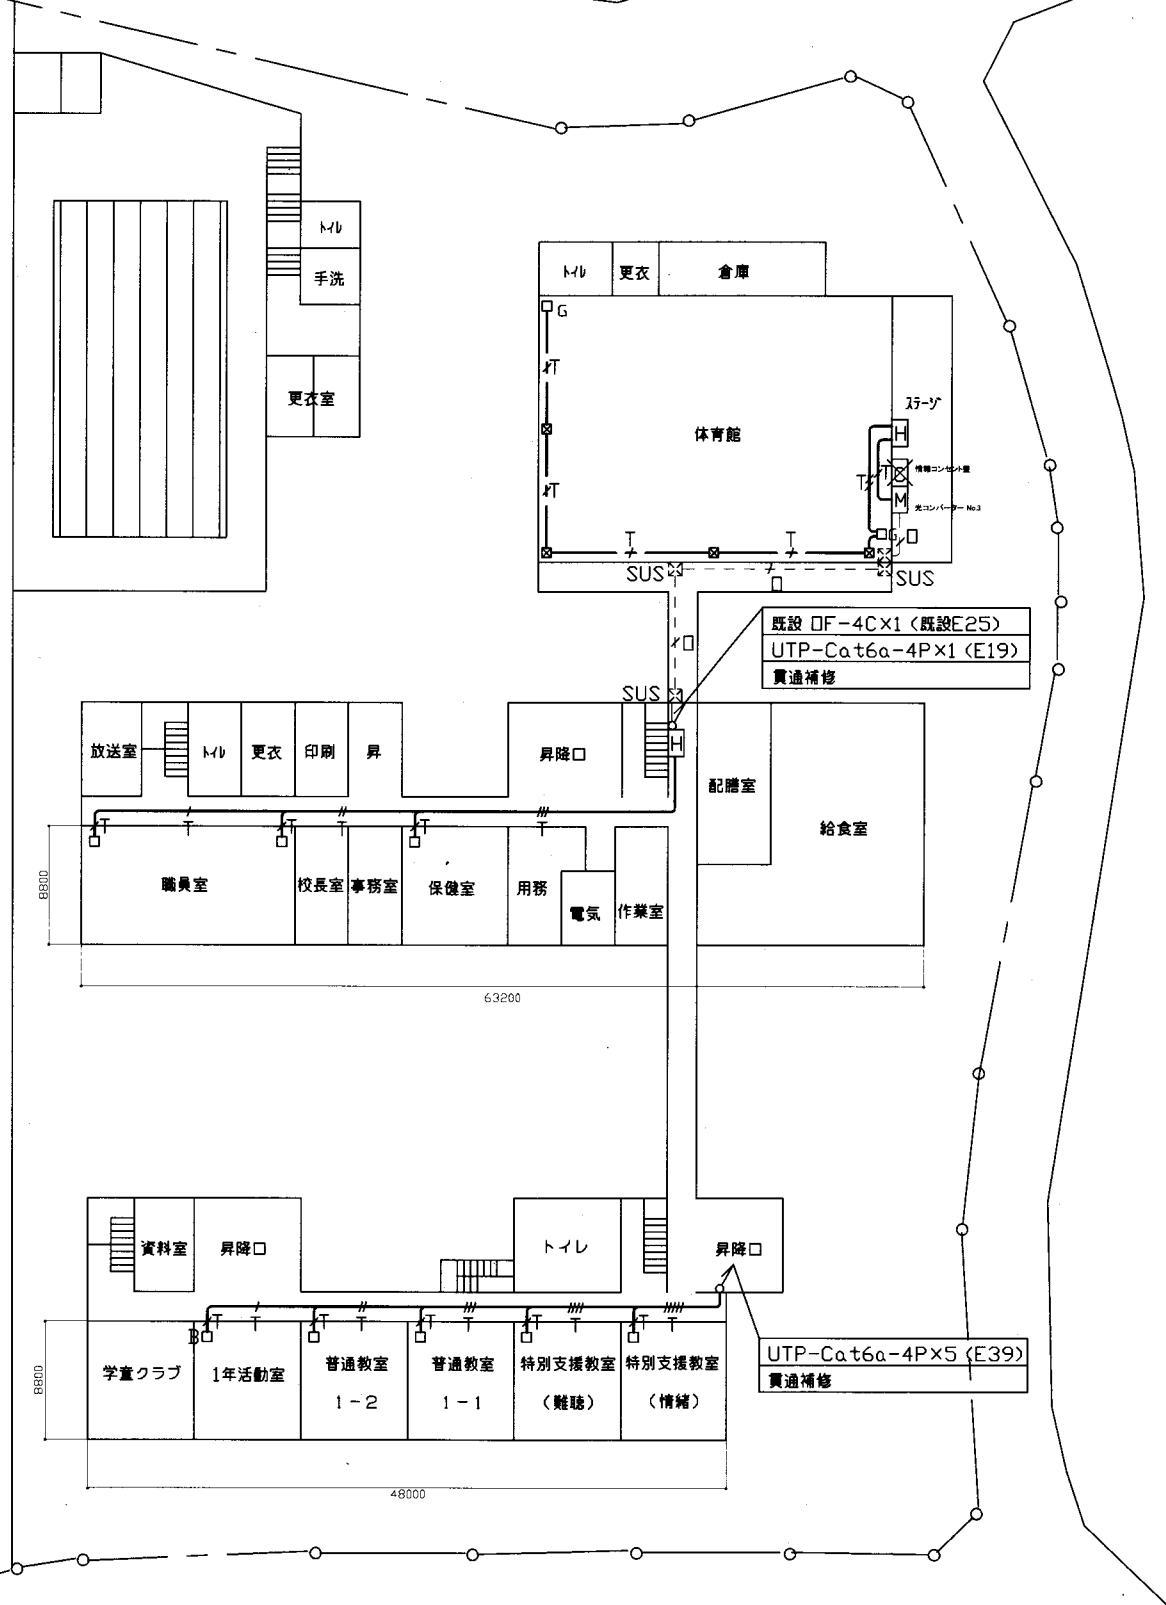 トイレ
手洗
更衣室
トイレ
更衣
倉庫
G
T
ステージ
体育館
H
情報コンセント盤
T
T
T
M
光コンバーター No.3
T
T
G
SUS
SUS
既設 □F-4C×1 (既設E25)
UTP-Cat6a-4P×1 (E19)
貫通補修
SUS
放送室
トイレ
更衣
印刷
昇
昇降口
H
配膳室
給食室
T
T
T
T
T
T
8800
職員室
校長室
事務室
保健室
用務
電気
作業室
63200
資料室
昇降口
トイレ
昇降口
B
T
T
T
T
T
T
T
T
T
T
UTP-Cat6a-4P×5 (E39)
貫通補修
8800
学童クラブ
1年活動室
普通教室
1-2
普通教室
1-1
特別支援教室
(難聴)
特別支援教室
(情緒)
48000